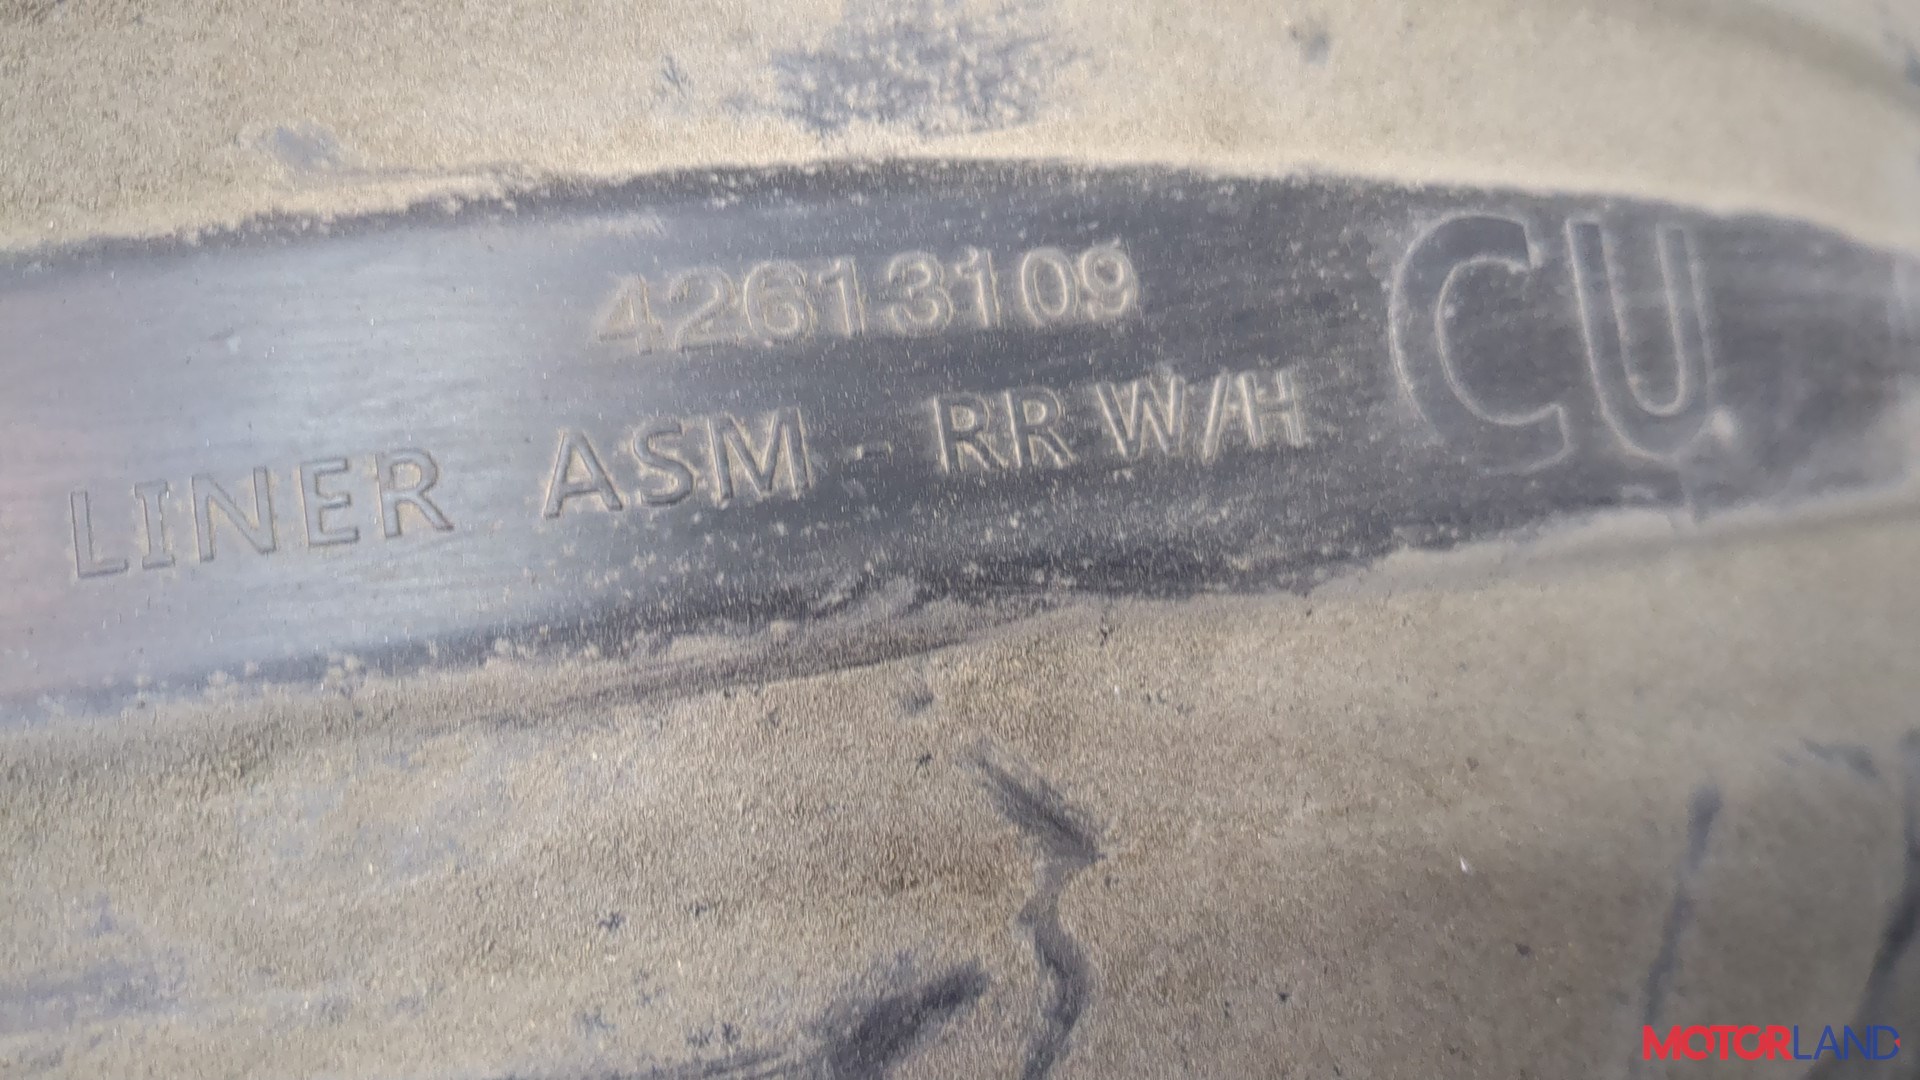 42613109
LINER ASM - RR W/H
CU
MOTORLAND